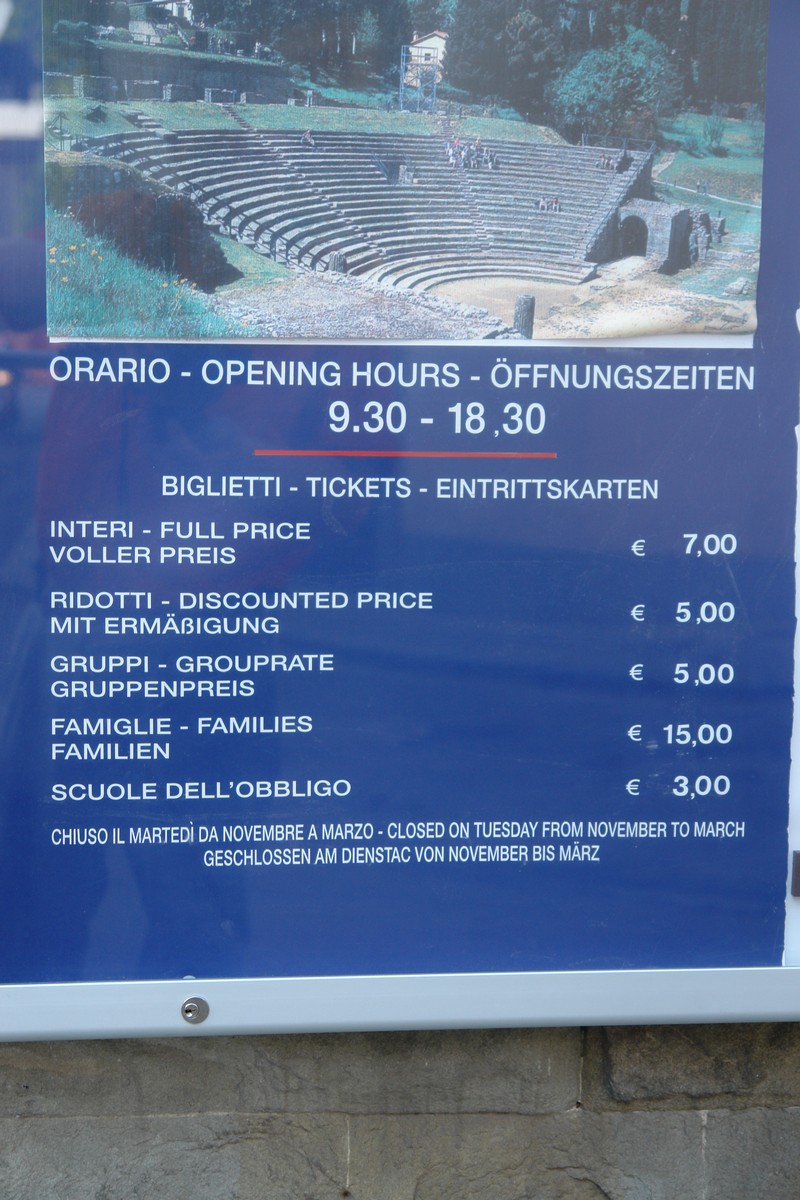 ORARIO - OPENING HOURS - ÖFFNUNGSZEITEN
9.30 - 18,30
BIGLIETTI - TICKETS - EINTRITTSKARTEN
INTERI - FULL PRICE
VOLLER PREIS
€ 7,00
RIDOTTI - DISCOUNTED PRICE
MIT ERMÄßIGUNG
€ 5,00
GRUPPI - GROUPRATE
GRUPPENPREIS
€ 5,00
FAMIGLIE - FAMILIES
FAMILIEN
€ 15,00
SCUOLE DELL'OBBLIGO € 3,00
CHIUSO IL MARTEDÌ DA NOVEMBRE A MARZO - CLOSED ON TUESDAY FROM NOVEMBER TO MARCH
GESCHLOSSEN AM DIENSTAC VON NOVEMBER BIS MÄRZ